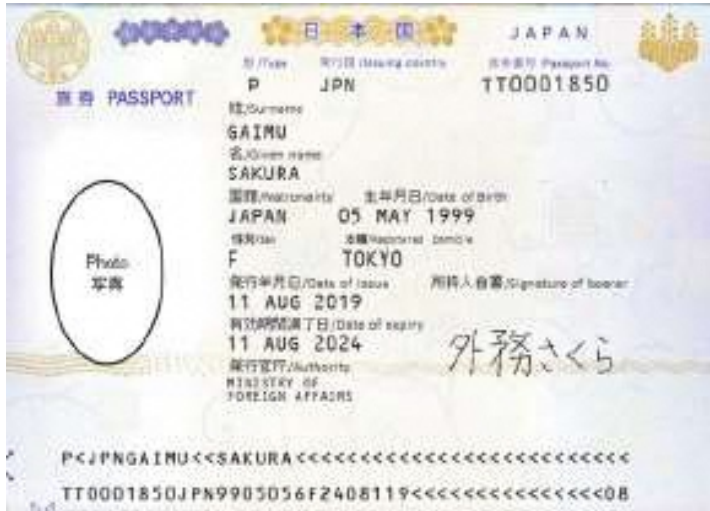 日本国 JAPAN
旅券 PASSPORT
型/Type 発行国/Issuing country 旅券番号/Passport No.
P JPN TT0001850
姓/Surname
GAIMU
名/Given name
SAKURA
国籍/Nationality 生年月日/Date of birth
JAPAN 05 MAY 1999
性別/Sex 本籍/Registered Domicile
F TOKYO
発行年月日/Date of issue 所持人自署/Signature of bearer
11 AUG 2019
有効期間満了日/Date of expiry
11 AUG 2024
外務さくら
発行官庁/Authority
MINISTRY OF
FOREIGN AFFAIRS
Photo
写真
P<JPNGAIMU<<SAKURA<<<<<<<<<<<<<<<<<<<<<<<<<<
TT0001850JPN9905056F2408119<<<<<<<<<<<<<<<08